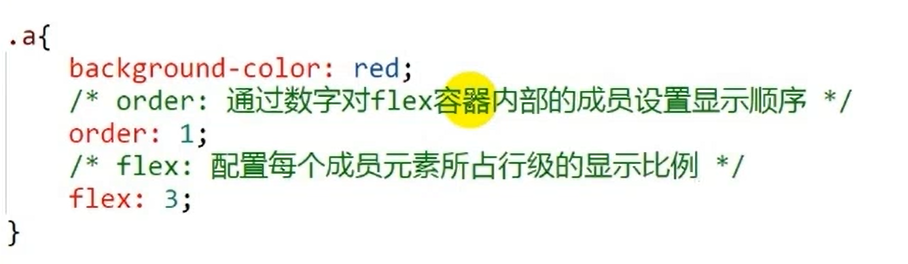 .a{
background-color: red;
/* order: 通过数字对flex容器内部的成员设置显示顺序 */
order: 1;
/* flex: 配置每个成员元素所占行级的显示比例 */
flex: 3;
}